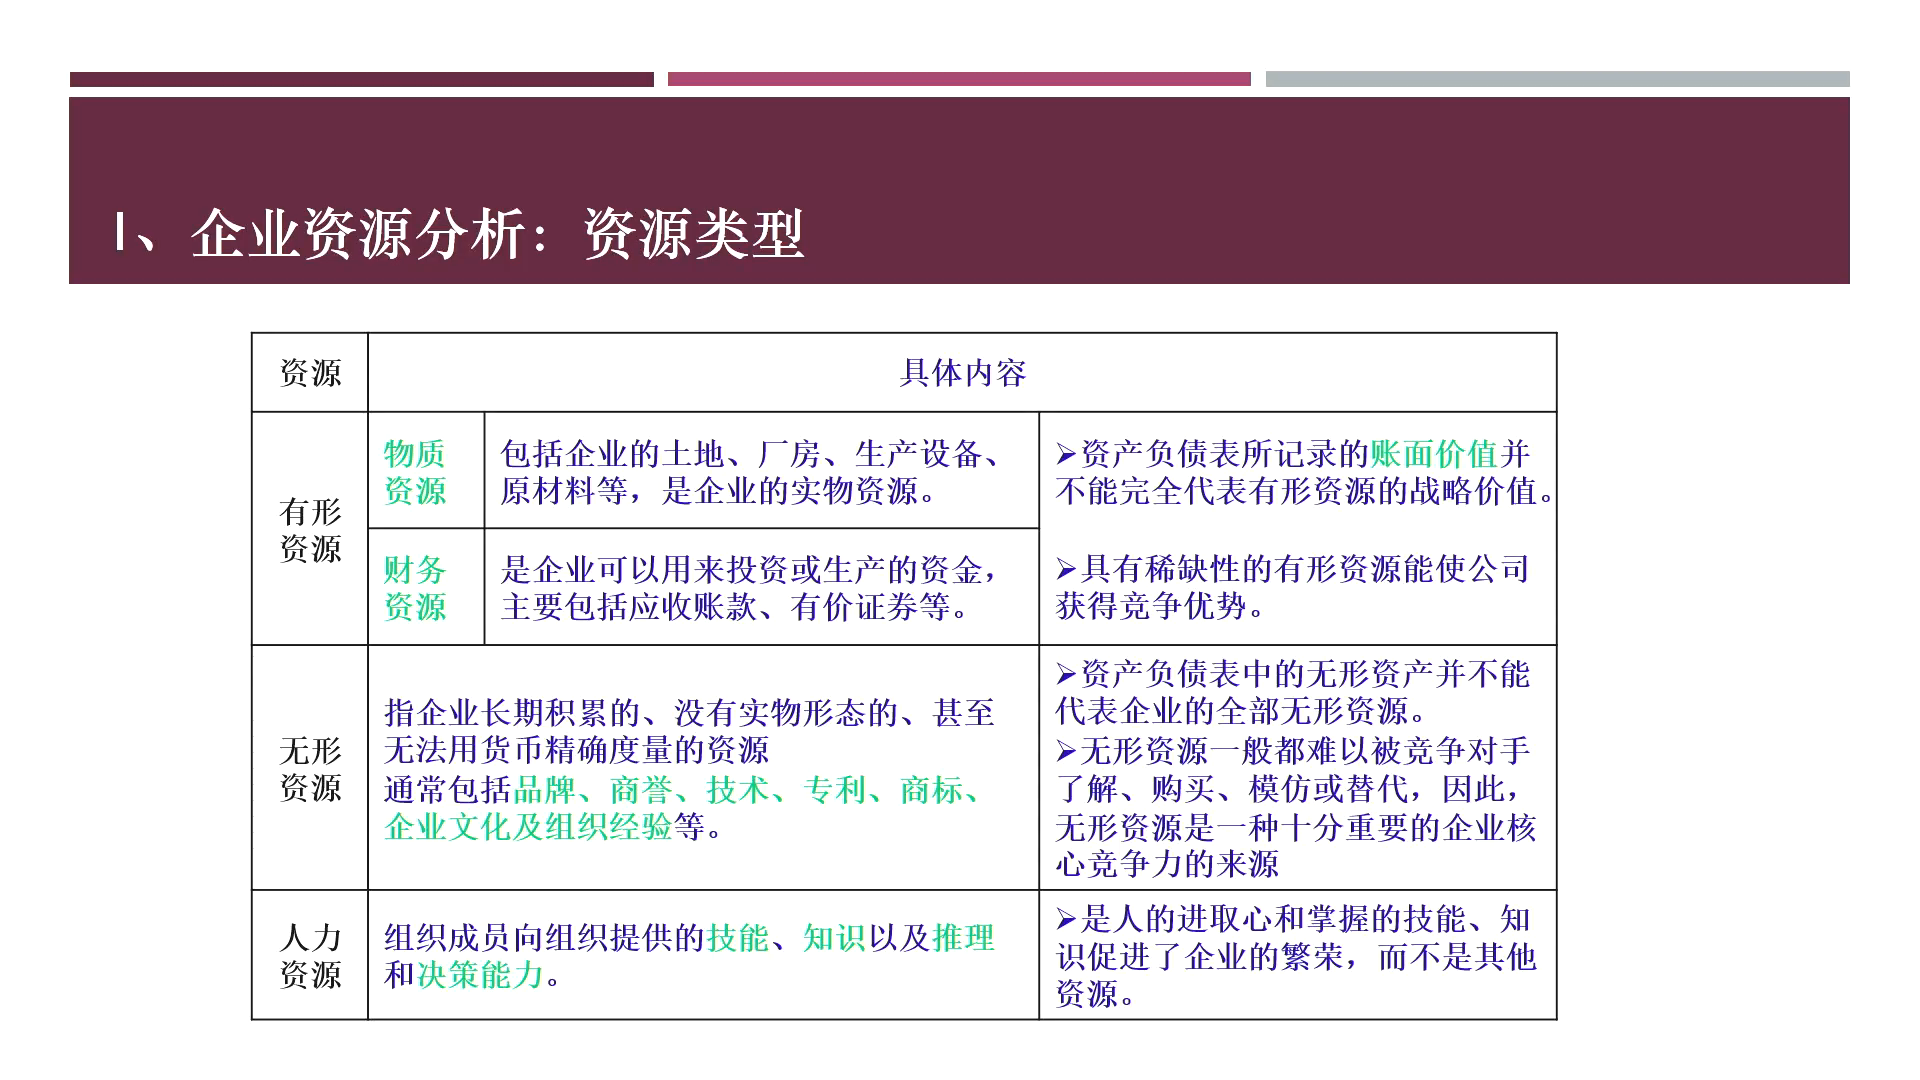 1、企业资源分析：资源类型
资源
具体内容
有形
资源
物质
资源
包括企业的土地、厂房、生产设备、
原材料等，是企业的实物资源。
财务
资源
是企业可以用来投资或生产的资金，
主要包括应收账款、有价证券等。
➢资产负债表所记录的账面价值并
不能完全代表有形资源的战略价值。
➢具有稀缺性的有形资源能使公司
获得竞争优势。
无形
资源
指企业长期积累的、没有实物形态的、甚至
无法用货币精确度量的资源
通常包括品牌、商誉、技术、专利、商标、
企业文化及组织经验等。
➢资产负债表中的无形资产并不能
代表企业的全部无形资源。
➢无形资源一般都难以被竞争对手
了解、购买、模仿或替代，因此，
无形资源是一种十分重要的企业核
心竞争力的来源
人力
资源
组织成员向组织提供的技能、知识以及推理
和决策能力。
➢是人的进取心和掌握的技能、知
识促进了企业的繁荣，而不是其他
资源。